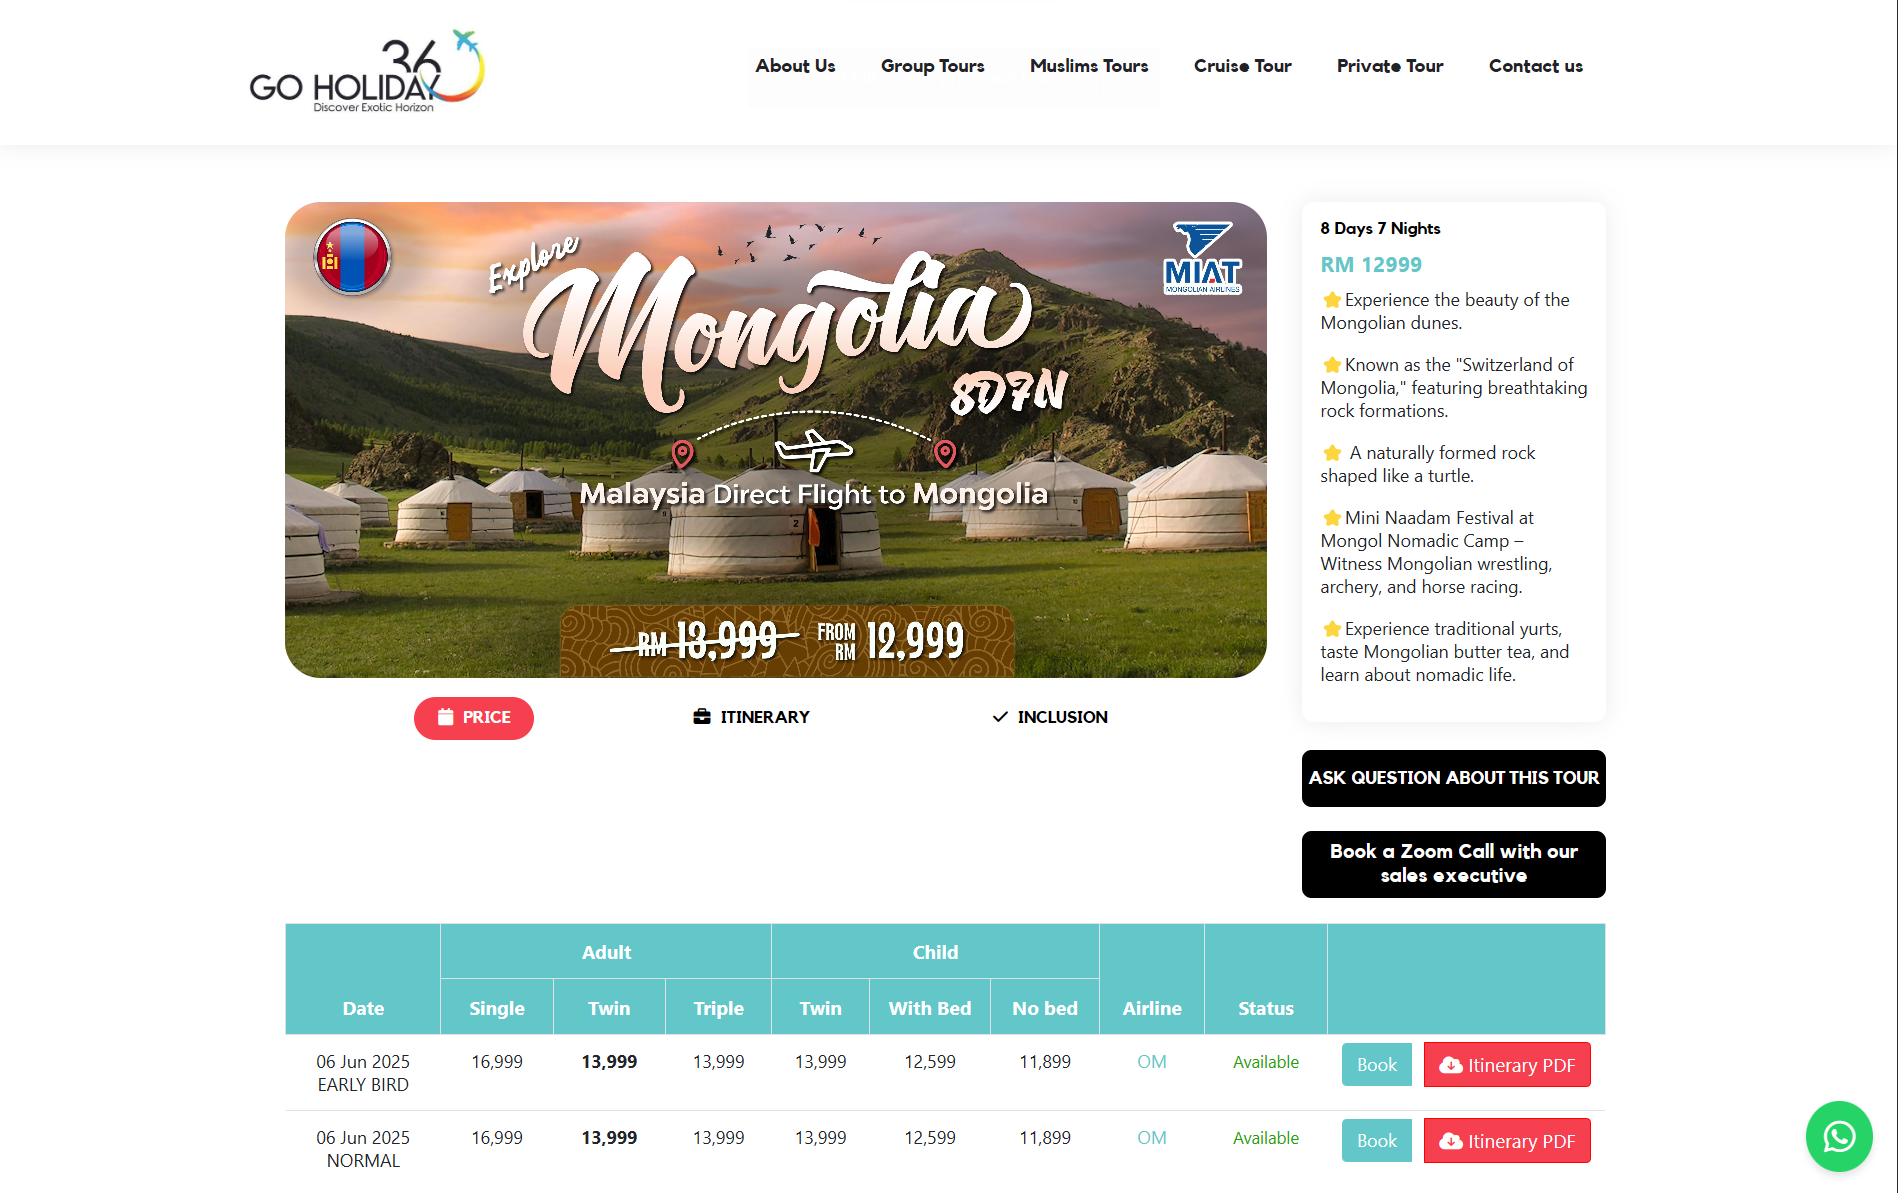 36
GO HOLIDAY
Discover Exotic Horizon
About Us
Group Tours
Muslims Tours
Cruise Tour
Private Tour
Contact us
Explore
Mongolia
8D7N
MIAT
MONGOLIAN AIRLINES
Malaysia Direct Flight to Mongolia
2
RM 13,999 FROM RM 12,999
8 Days 7 Nights
RM 12999
⭐Experience the beauty of the
Mongolian dunes.
⭐Known as the "Switzerland of
Mongolia," featuring breathtaking
rock formations.
⭐ A naturally formed rock
shaped like a turtle.
⭐Mini Naadam Festival at
Mongol Nomadic Camp –
Witness Mongolian wrestling,
archery, and horse racing.
⭐Experience traditional yurts,
taste Mongolian butter tea, and
learn about nomadic life.
PRICE
ITINERARY
INCLUSION
ASK QUESTION ABOUT THIS TOUR
Book a Zoom Call with our
sales executive
Adult Child
Date Single Twin Triple Twin With Bed No bed Airline Status
06 Jun 2025 16,999 13,999 13,999 13,999 12,599 11,899 OM Available Book Itinerary PDF
EARLY BIRD
06 Jun 2025 16,999 13,999 13,999 13,999 12,599 11,899 OM Available Book Itinerary PDF
NORMAL